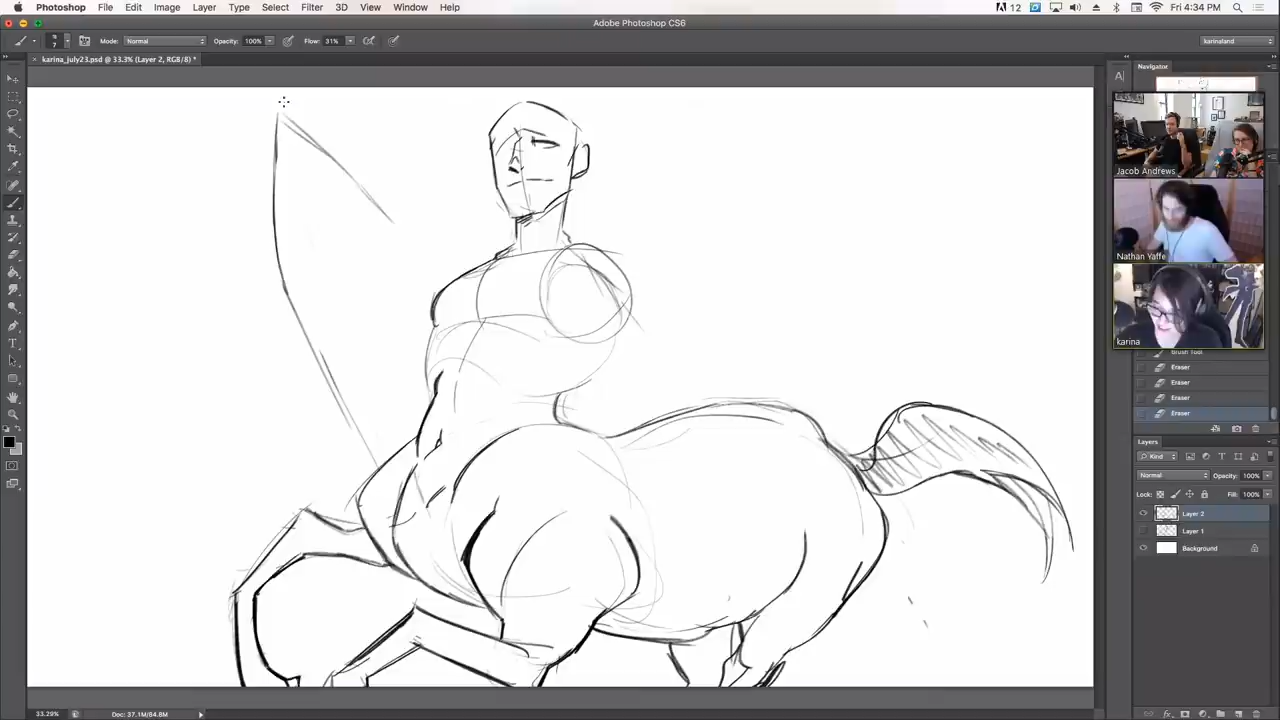 Photoshop File Edit Image Layer Type Select Filter 3D View Window Help
12 Fri 4:34 PM
Adobe Photoshop CS6
7 Mode: Normal Opacity: 100% Flow: 31% karinaland
karina_july23.psd @ 33.3% (Layer 2, RGB/8) *
Navigator
A|
Jacob Andrews
Nathan Yaffe
karina
Brush Tool
Eraser
Eraser
Eraser
Eraser
Layers
Kind
Normal Opacity: 100%
Lock: Fill: 100%
Layer 2
Layer 1
Background
33.29% Doc: 37.1M/84.8M
fx